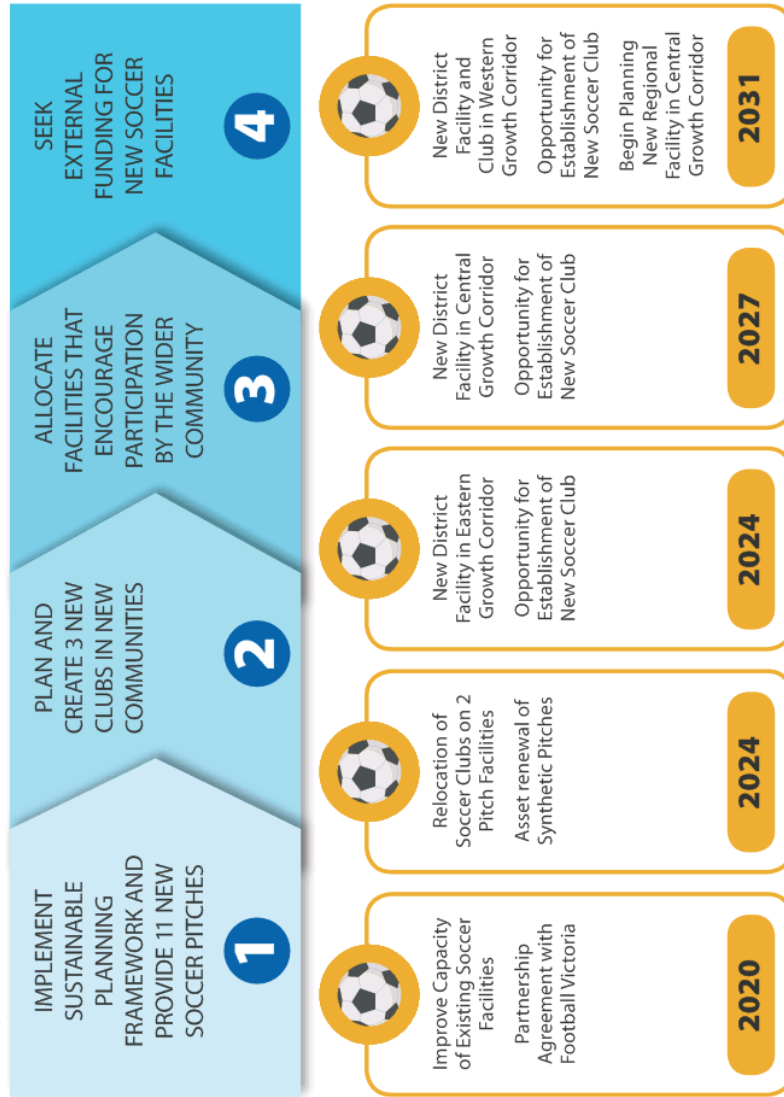 IMPLEMENT
SUSTAINABLE
PLANNING
FRAMEWORK AND
PROVIDE 11 NEW
SOCCER PITCHES
1
PLAN AND
CREATE 3 NEW
CLUBS IN NEW
COMMUNITIES
2
ALLOCATE
FACILITIES THAT
ENCOURAGE
PARTICIPATION
BY THE WIDER
COMMUNITY
3
SEEK
EXTERNAL
FUNDING FOR
NEW SOCCER
FACILITIES
4
Improve Capacity
of Existing Soccer
Facilities
Partnership
Agreement with
Football Victoria
2020
Relocation of
Soccer Clubs on 2
Pitch Facilities
Asset renewal of
Synthetic Pitches
2024
New District
Facility in Eastern
Growth Corridor
Opportunity for
Establishment of
New Soccer Club
2024
New District
Facility in Central
Growth Corridor
Opportunity for
Establishment of
New Soccer Club
2027
New District
Facility and
Club in Western
Growth Corridor
Opportunity for
Establishment of
New Soccer Club
Begin Planning
New Regional
Facility in Central
Growth Corridor
2031